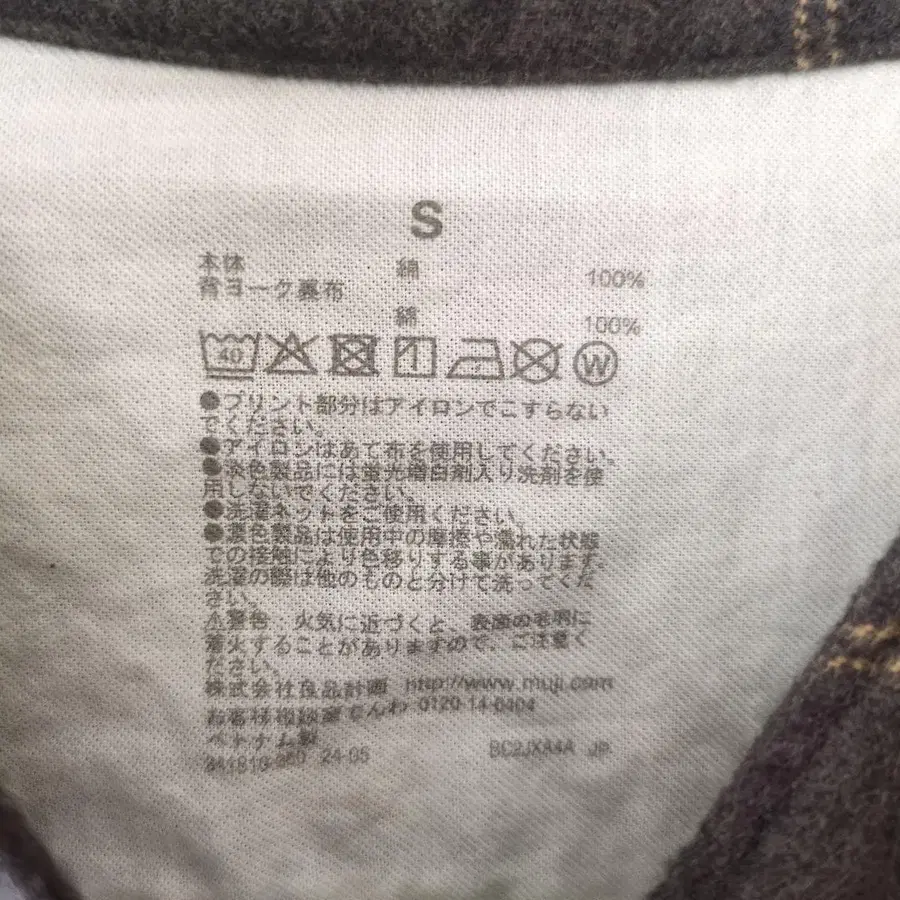 S
本体 綿 100%
背ヨーク裏布
綿 100%
40 W
●プリント部分はアイロンでこすらない
でください。
●アイロンはあて布を使用してください。
●淡色製品には蛍光増白剤入り洗剤を使
用しないでください。
●洗濯ネットをご使用ください。
●濃色製品は使用中の摩擦や濡れた状態
での接触により色移りする事があります。
洗濯の際は他のものと分けて洗ってくだ
さい。
⚠警告:火気に近づくと、表面の毛羽に
着火することがありますので、ご注意く
ださい。
株式会社良品計画 http://www.muji.com
お客様相談室でんわ 0120-14-6404
ベトナム製
24-05 BC2JXA4A Jp